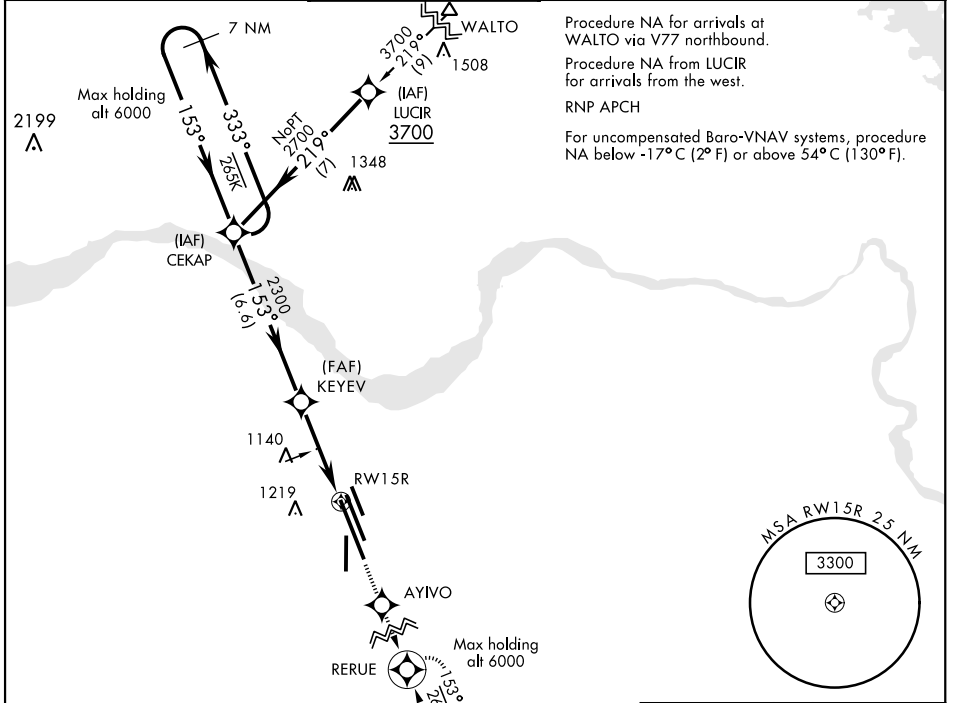 7 NM
WALTO
3700
219°
(9)
1508
Procedure NA for arrivals at
WALTO via V77 northbound.
Procedure NA from LUCIR
for arrivals from the west.
RNP APCH
For uncompensated Baro-VNAV systems, procedure
NA below -17°C (2°F) or above 54°C (130°F).
Max holding
alt 6000
2199
153°
333°
265K
(IAF)
LUCIR
3700
NoPT
2700
219°
(7)
1348
(IAF)
CEKAP
2300
153°
(6.6)
(FAF)
KEYEV
1140
1219
RW15R
AYIVO
RERUE
Max holding
alt 6000
153°
MSA RW15R 25 NM
3300